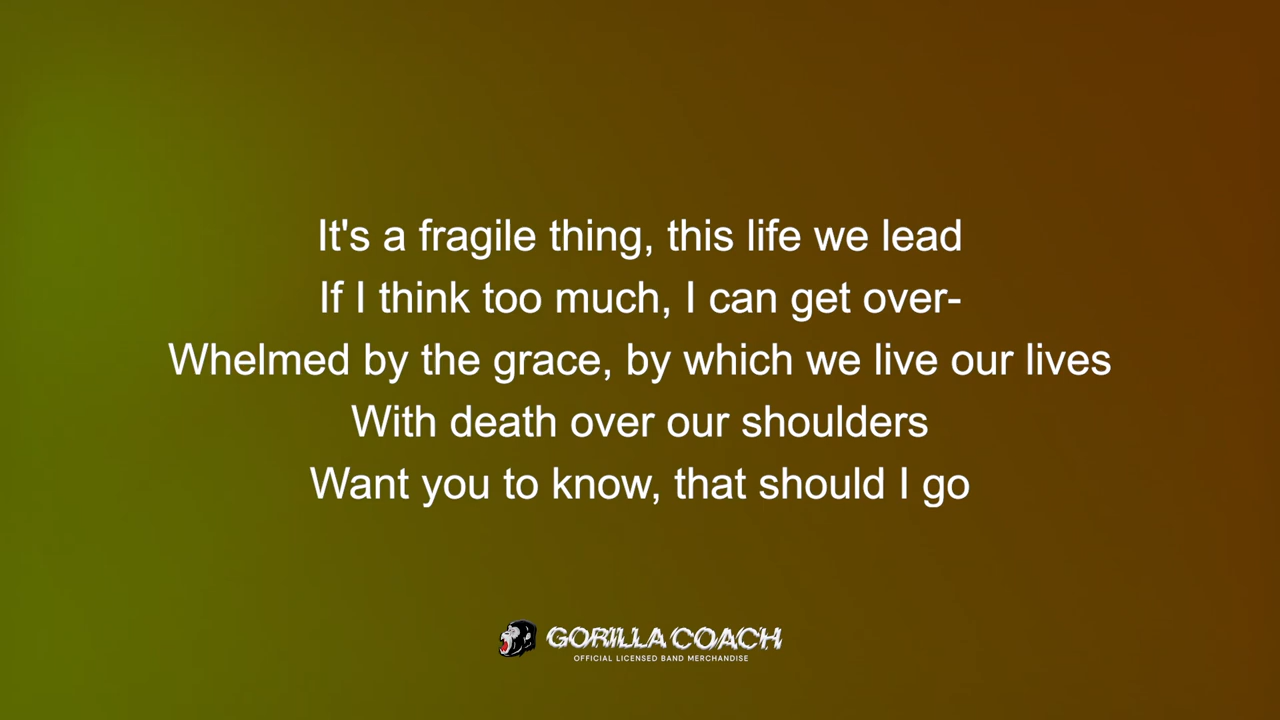 It's a fragile thing, this life we lead
If I think too much, I can get over-
Whelmed by the grace, by which we live our lives
With death over our shoulders
Want you to know, that should I go
GORILLA COACH
OFFICIAL LICENSED BAND MERCHANDISE